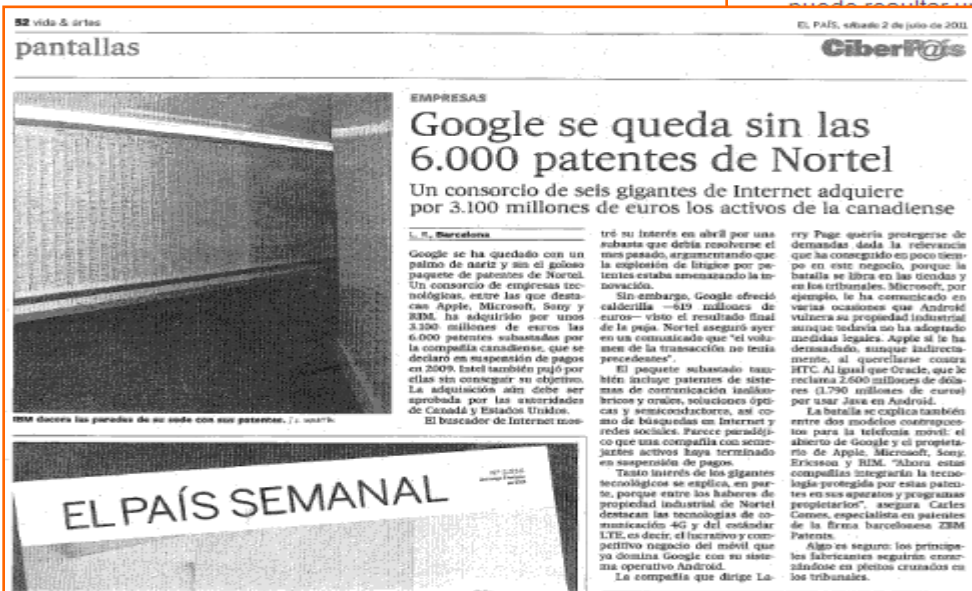 puede resultar
52 vida & artes
EL PAÍS, sábado 2 de julio de 2011
pantallas
CiberP@ís
EMPRESAS
Google se queda sin las
6.000 patentes de Nortel
Un consorcio de seis gigantes de Internet adquiere
por 3.100 millones de euros los activos de la canadiense
L. R., Barcelona
Google se ha quedado con un
palmo de nariz y sin el goloso
paquete de patentes de Nortel.
Un consorcio de empresas tec-
nológicas, entre las que desta-
can Apple, Microsoft, Sony y
RIM, ha adquirido por unos
3.100 millones de euros las
6.000 patentes subastadas por
la compañía canadiense, que se
declaró en suspensión de pagos
en 2009. Intel también pujó por
ellas sin conseguir su objetivo.
La adquisición aún debe ser
aprobada por las autoridades
de Canadá y Estados Unidos.
El buscador de Internet mos-
tró su interés en abril por una
subasta que debía resolverse el
mes pasado, argumentando que
la explosión de litigios por pa-
tentes estaba amenazando la in-
novación.
Sin embargo, Google ofreció
calderilla —619 millones de
euros— visto el resultado final
de la puja. Nortel aseguró ayer
en un comunicado que "el volu-
men de la transacción no tenía
precedentes".
El paquete subastado tam-
bién incluye patentes de siste-
mas de comunicación inalám-
bricos y orales, soluciones ópti-
cas y semiconductores, así co-
mo de búsquedas en Internet y
redes sociales. Parece paradóji-
co que una compañía con seme-
jantes activos haya terminado
en suspensión de pagos.
Tanto interés de los gigantes
tecnológicos se explica, en par-
te, porque entre los haberes de
propiedad industrial de Nortel
destacan las tecnologías de co-
municación 4G y del estándar
LTE, es decir, el lucrativo y com-
petitivo negocio del móvil que
ya domina Google con su siste-
ma operativo Android.
La compañía que dirige La-
rry Page quería protegerse de
demandas dada la relevancia
que ha conseguido en poco tiem-
po en este negocio, porque la
batalla se libra en las tiendas y
en los tribunales. Microsoft, por
ejemplo, le ha comunicado en
varias ocasiones que Android
vulnera su propiedad industrial
aunque todavía no ha adoptado
medidas legales. Apple sí le ha
demandado, aunque indirecta-
mente, al querellarse contra
HTC. Al igual que Oracle, que le
reclama 2.600 millones de dóla-
res (1.790 millones de euros)
por usar Java en Android.
La batalla se explica también
entre dos modelos contrapues-
tos para la telefonía móvil: el
abierto de Google y el propieta-
rio de Apple, Microsoft, Sony,
Ericsson y RIM. "Ahora estas
compañías integrarán la tecno-
logía protegida por estas paten-
tes en sus aparatos y programas
propietarios", asegura Carles
Comes, especialista en patentes
de la firma barcelonesa ZBM
Patents.
Algo es seguro: los principa-
les fabricantes seguirán enzar-
zándose en pleitos cruzados en
los tribunales.
IBM decora las paredes de su sede con sus patentes.
EL PAÍS SEMANAL